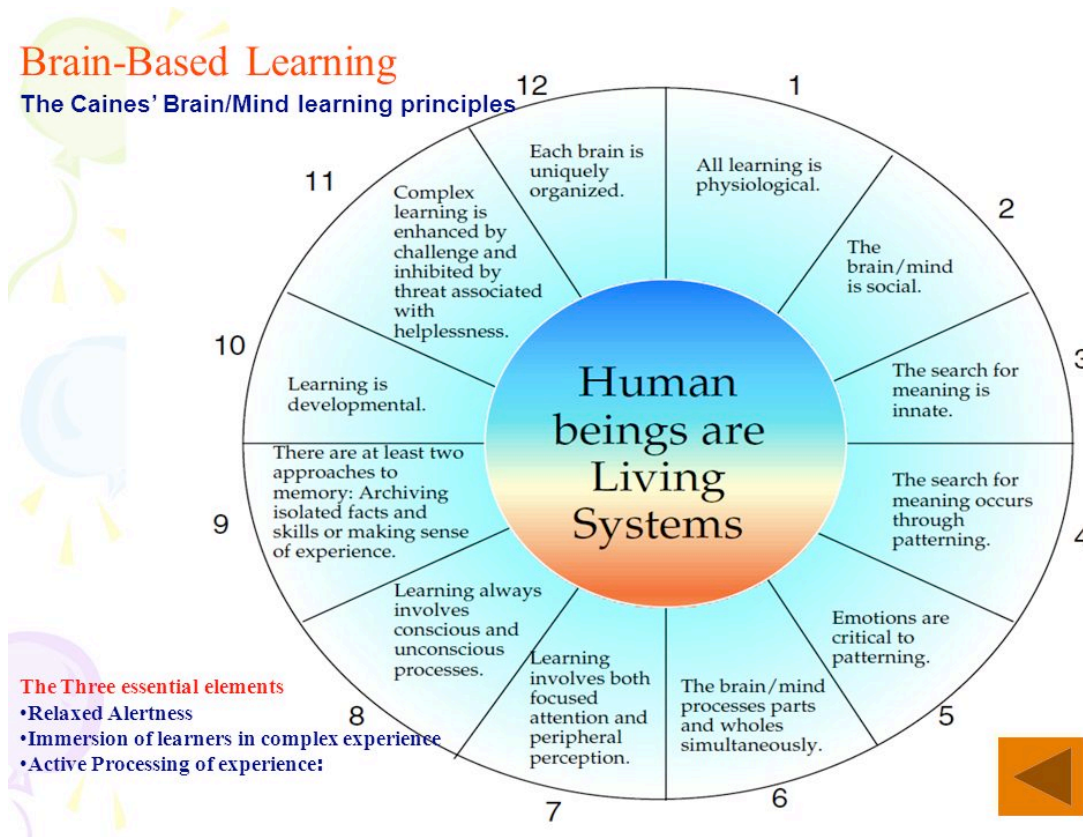 Brain-Based Learning
The Caines’ Brain/Mind learning principles
12
Each brain is
uniquely
organized.
1
All learning is
physiological.
2
The
brain/mind
is social.
3
The search for
meaning is
innate.
4
The search for
meaning occurs
through
patterning.
5
Emotions are
critical to
patterning.
6
The brain/mind
processes parts
and wholes
simultaneously.
7
Learning
involves both
focused
attention and
peripheral
perception.
8
Learning always
involves
conscious and
unconscious
processes.
9
There are at least two
approaches to
memory: Archiving
isolated facts and
skills or making sense
of experience.
10
Learning is
developmental.
11
Complex
learning is
enhanced by
challenge and
inhibited by
threat associated
with
helplessness.
Human
beings are
Living
Systems
The Three essential elements
•Relaxed Alertness
•Immersion of learners in complex experience
•Active Processing of experience: